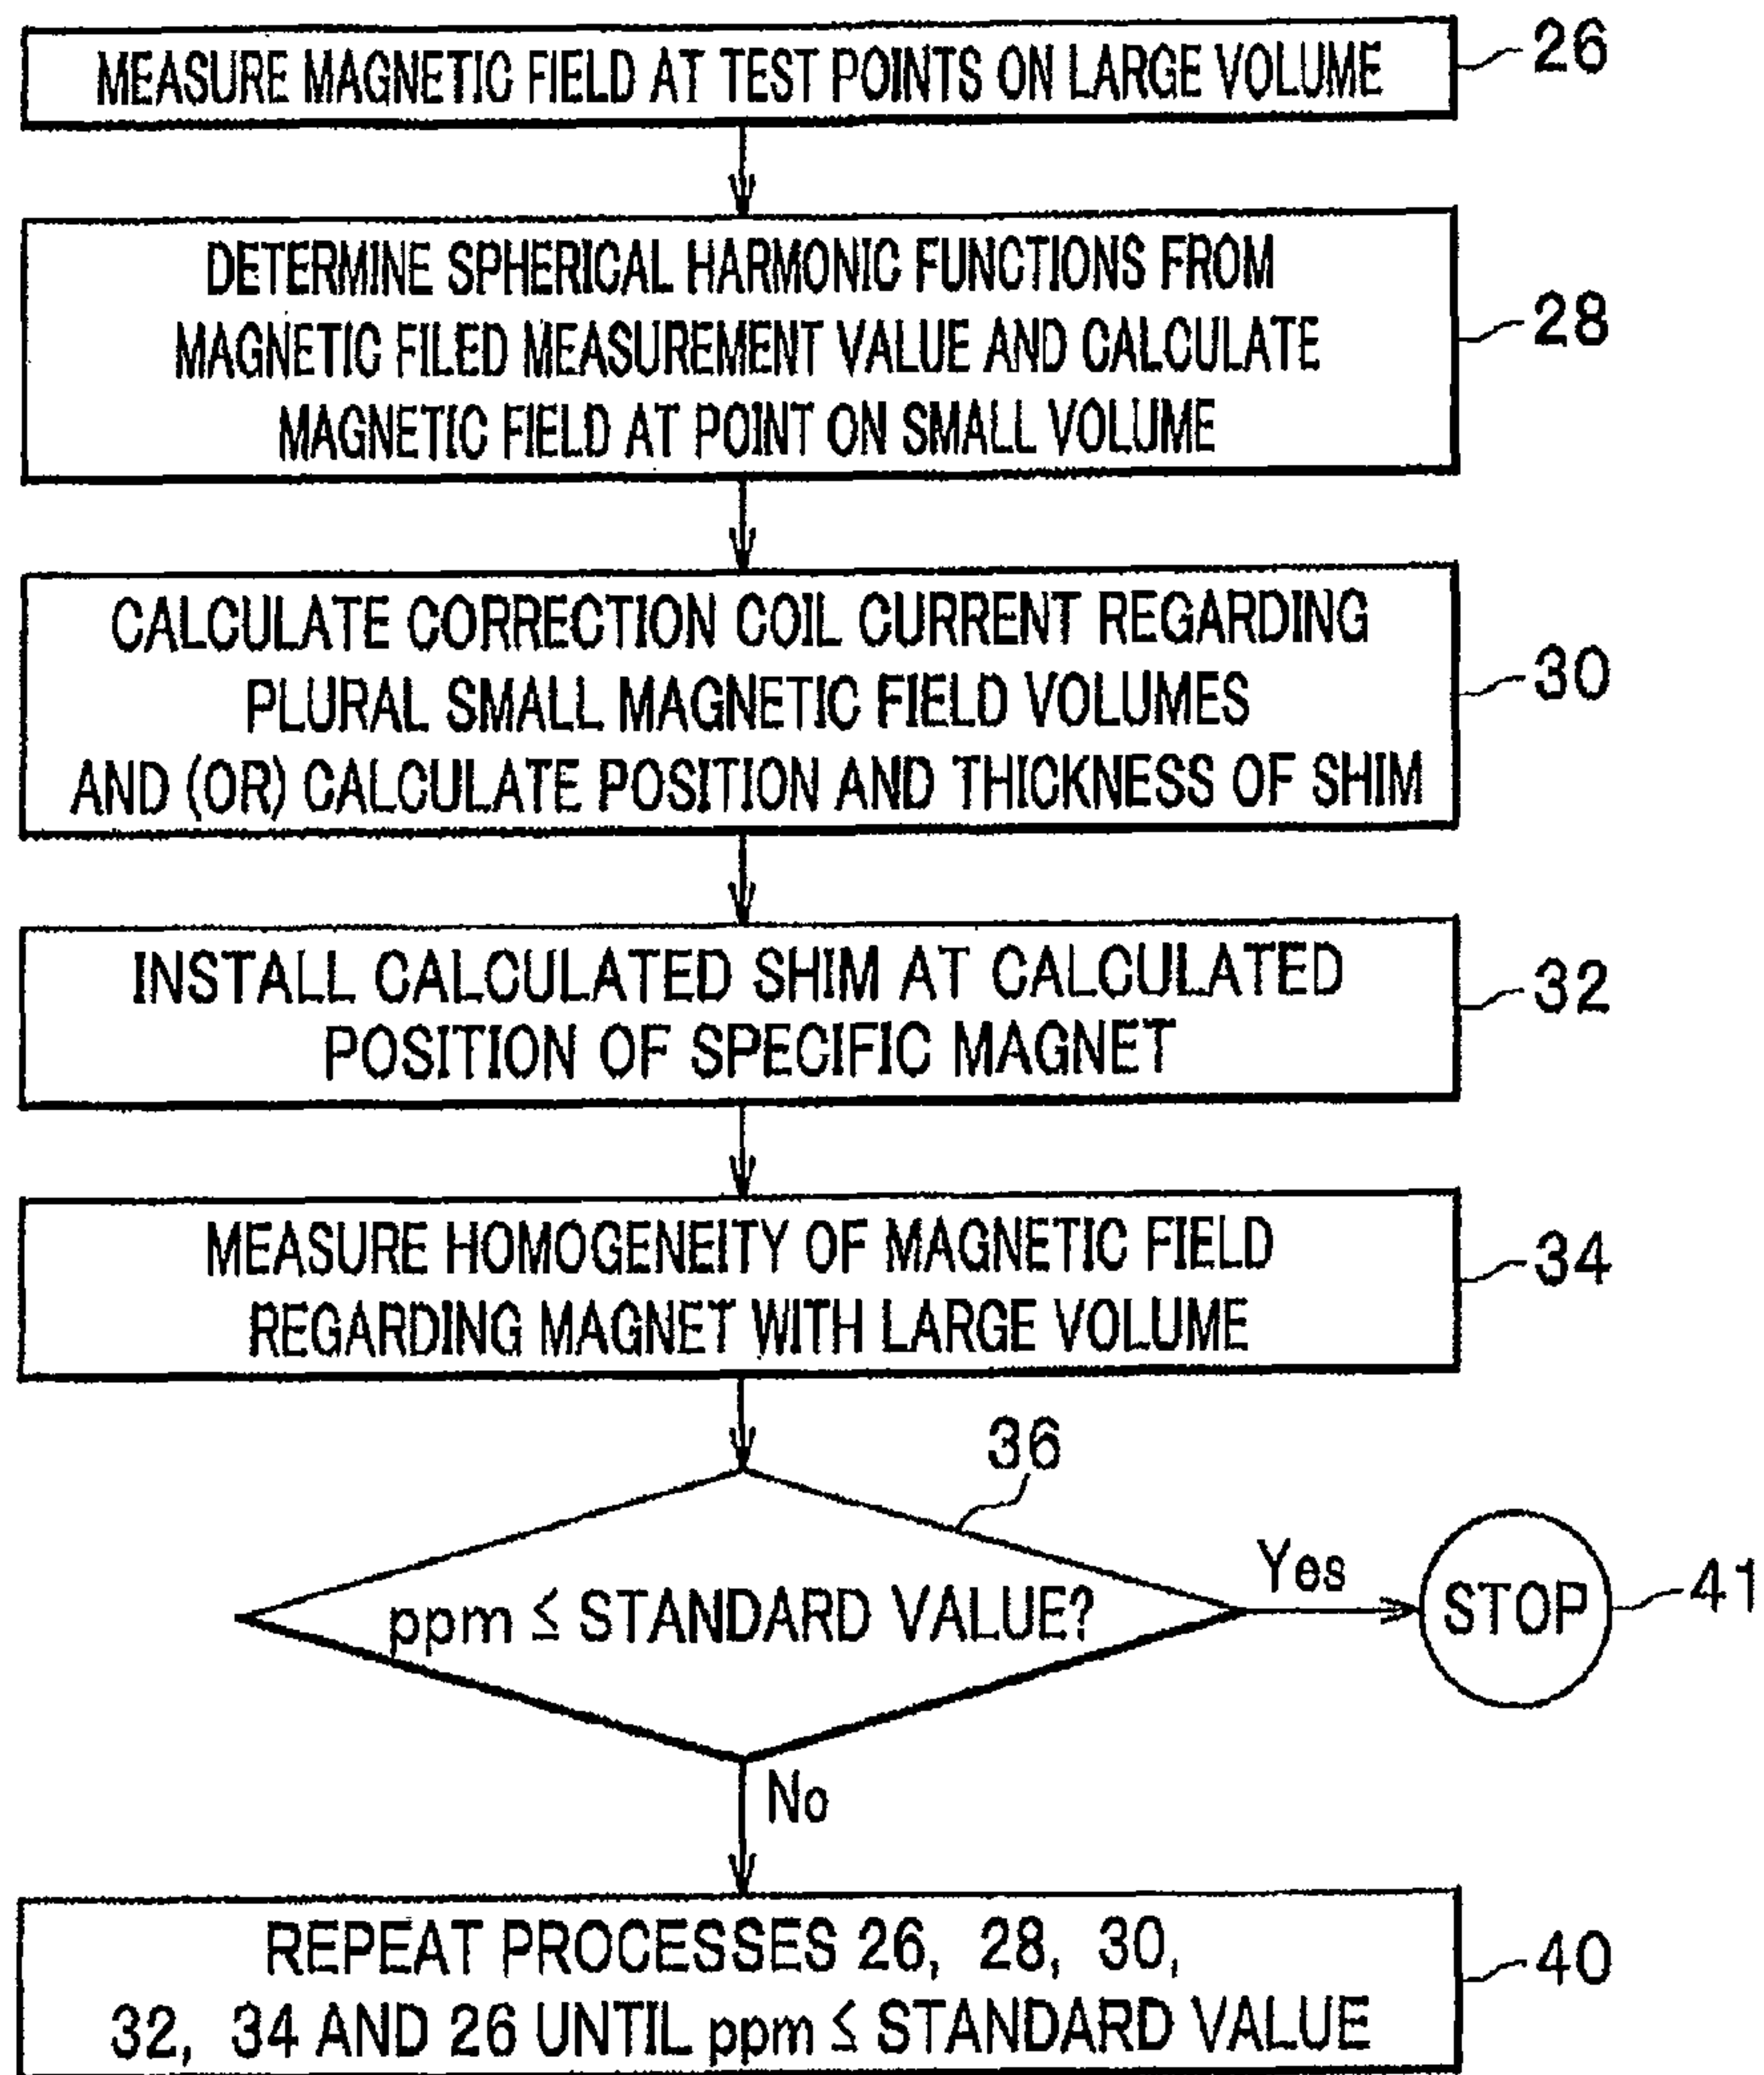 MEASURE MAGNETIC FIELD AT TEST POINTS ON LARGE VOLUME
26
DETERMINE SPHERICAL HARMONIC FUNCTIONS FROM
MAGNETIC FILED MEASUREMENT VALUE AND CALCULATE
MAGNETIC FIELD AT POINT ON SMALL VOLUME
28
CALCULATE CORRECTION COIL CURRENT REGARDING
PLURAL SMALL MAGNETIC FIELD VOLUMES
AND (OR) CALCULATE POSITION AND THICKNESS OF SHIM
30
INSTALL CALCULATED SHIM AT CALCULATED
POSITION OF SPECIFIC MAGNET
32
MEASURE HOMOGENEITY OF MAGNETIC FIELD
REGARDING MAGNET WITH LARGE VOLUME
34
36
ppm ≦ STANDARD VALUE?
Yes
STOP
41
No
REPEAT PROCESSES 26, 28, 30,
32, 34 AND 26 UNTIL ppm ≦ STANDARD VALUE
40